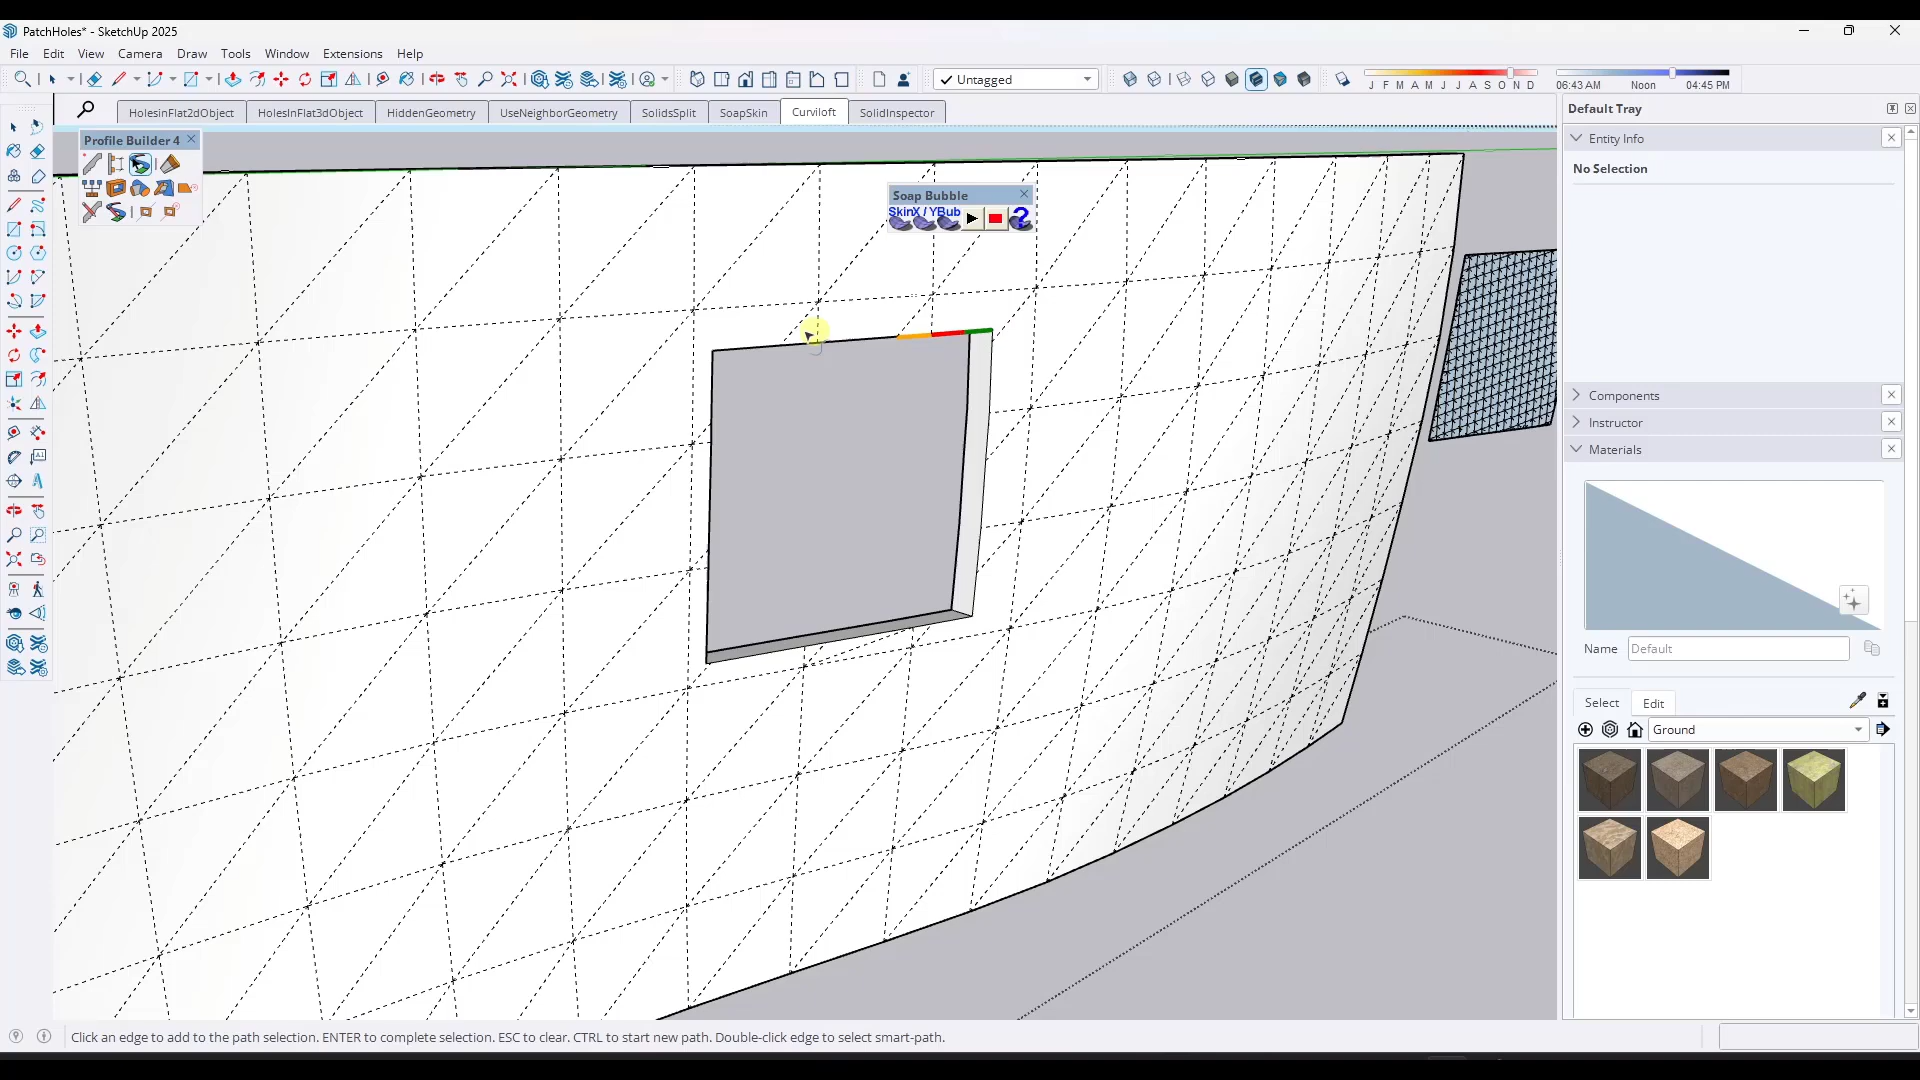 PatchHoles* - SketchUp 2025
File Edit View Camera Draw Tools Window Extensions Help
Untagged
J F M A M J J A S O N D
06:43 AM Noon 04:45 PM
HolesinFlat2dObject HolesInFlat3dObject HiddenGeometry UseNeighborGeometry SolidsSplit SoapSkin Curviloft SolidInspector
Default Tray
Profile Builder 4
Entity Info
No Selection
Soap Bubble
Skin X / Y Bub
?
Components
Instructor
Materials
Name Default
Select Edit
Ground
Click an edge to add to the path selection. ENTER to complete selection. ESC to clear. CTRL to start new path. Double-click edge to select smart-path.